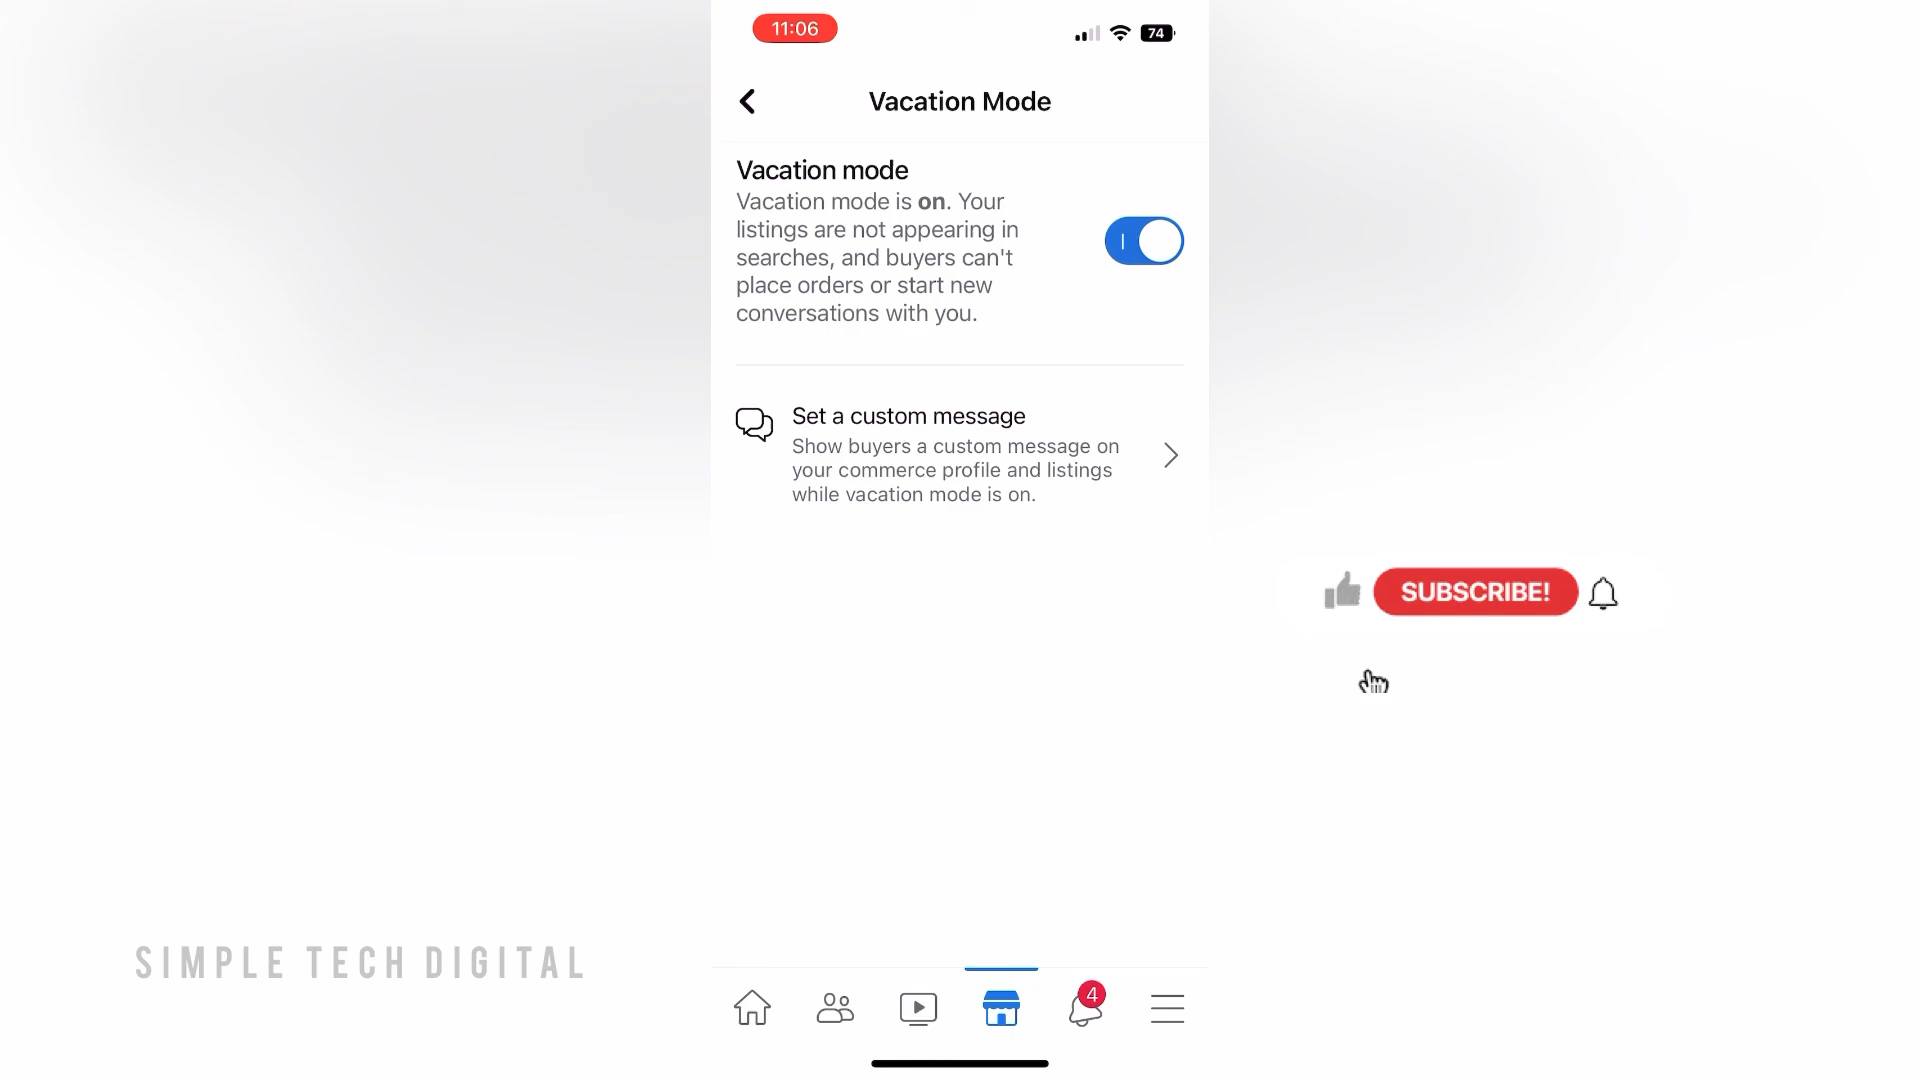 11:06
74
Vacation Mode
Vacation mode
Vacation mode is on. Your
listings are not appearing in
searches, and buyers can't
place orders or start new
conversations with you.
Set a custom message
Show buyers a custom message on
your commerce profile and listings
while vacation mode is on.
SUBSCRIBE!
SIMPLE TECH DIGITAL
4